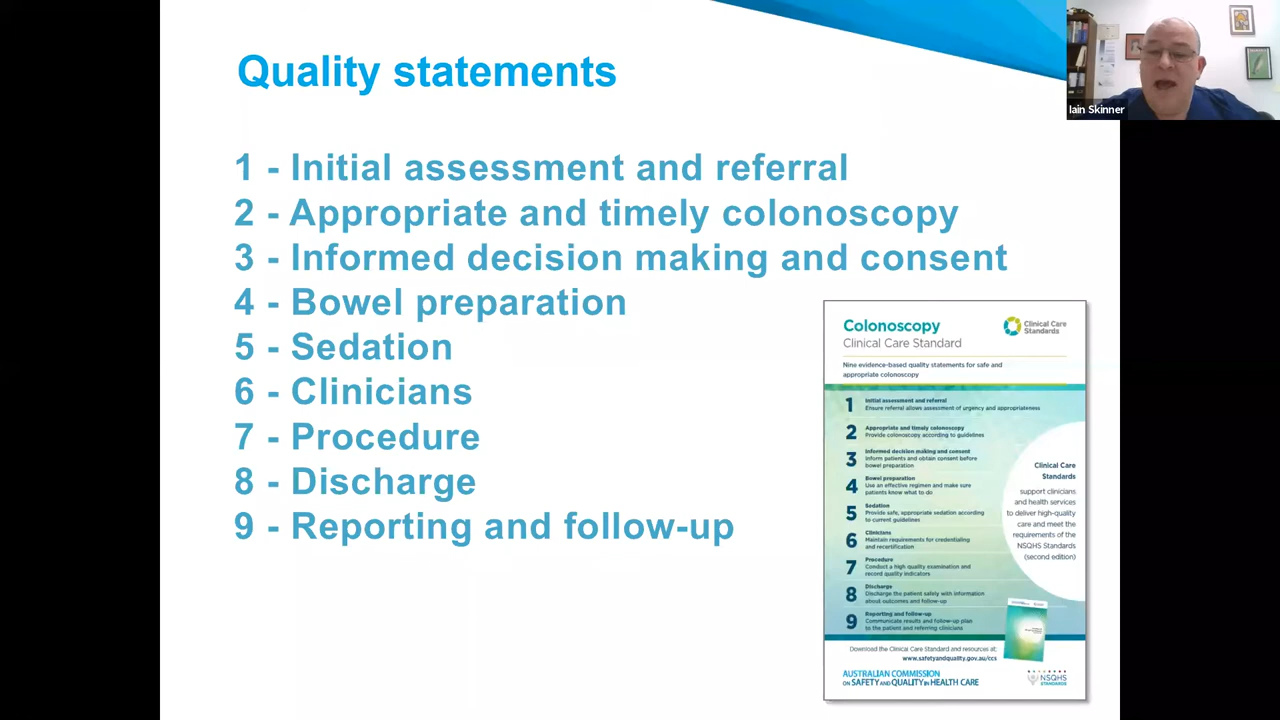 Quality statements
Iain Skinner
1 - Initial assessment and referral
2 - Appropriate and timely colonoscopy
3 - Informed decision making and consent
4 - Bowel preparation
5 - Sedation
6 - Clinicians
7 - Procedure
8 - Discharge
9 - Reporting and follow-up
Colonoscopy
Clinical Care Standard
Clinical Care
Standards
Nine evidence-based quality statements for safe and
appropriate colonoscopy
1 Initial assessment and referral
Ensure referral allows assessment of urgency and appropriateness
2 Appropriate and timely colonoscopy
Provide colonoscopy according to guidelines
3 Informed decision making and consent
Inform patients and obtain consent before
bowel preparation
4 Bowel preparation
Use an effective regimen and make sure
patients know what to do
5 Sedation
Provide safe, appropriate sedation according
to current guidelines
6 Clinicians
Maintain requirements for credentialing
and recertification
7 Procedure
Conduct a high quality examination and
record quality indicators
8 Discharge
Discharge the patient safely with information
about outcomes and follow-up
9 Reporting and follow-up
Communicate results and follow-up plan
to the patient and referring clinicians
Clinical Care
Standards
support clinicians
and health services
to deliver high-quality
care and meet the
requirements of the
NSQHS Standards
(second edition)
Download the Clinical Care Standard and resources at:
www.safetyandquality.gov.au/ccs
AUSTRALIAN COMMISSION
ON SAFETY AND QUALITY IN HEALTH CARE
NSQHS
STANDARDS